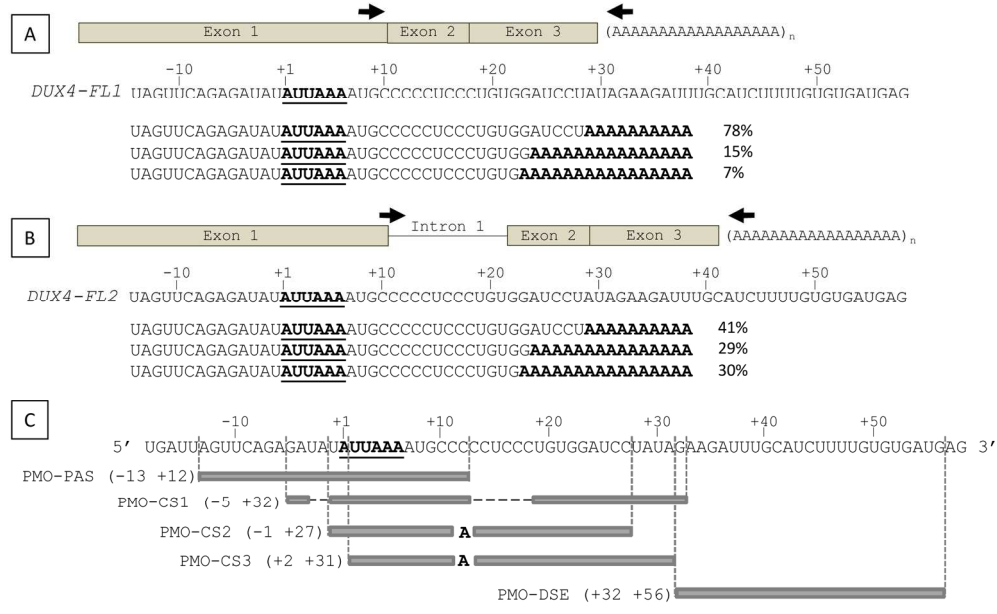 A
Exon 1 Exon 2 Exon 3 (AAAAAAAAAAAAAAAAAA)n
-10 +1 +10 +20 +30 +40 +50
DUX4-FL1 UAGUUCAGAGAUAUAUUAAAAUGCCCCCUCCCUGUGGAUCCUAUAGAAGAUUUGCAUCUUUUGUGUGAUGAG
UAGUUCAGAGAUAUAUUAAAAUGCCCCCUCCCUGUGGAUCCUAAAAAAAAAA 78%
UAGUUCAGAGAUAUAUUAAAAUGCCCCCUCCCUGUGGAAAAAAAAAAAAAAA 15%
UAGUUCAGAGAUAUAUUAAAAUGCCCCCUCCCUGUGAAAAAAAAAAAAAAAA 7%
B
Exon 1 Intron 1 Exon 2 Exon 3 (AAAAAAAAAAAAAAAAAA)n
-10 +1 +10 +20 +30 +40 +50
DUX4-FL2 UAGUUCAGAGAUAUAUUAAAAUGCCCCCUCCCUGUGGAUCCUAUAGAAGAUUUGCAUCUUUUGUGUGAUGAG
UAGUUCAGAGAUAUAUUAAAAUGCCCCCUCCCUGUGGAUCCUAAAAAAAAAA 41%
UAGUUCAGAGAUAUAUUAAAAUGCCCCCUCCCUGUGGAAAAAAAAAAAAAAA 29%
UAGUUCAGAGAUAUAUUAAAAUGCCCCCUCCCUGUGAAAAAAAAAAAAAAAA 30%
C
-10 +1 +10 +20 +30 +40 +50
5' UGAUUAGUUCAGAGAUAUAUUAAAAUGCCCCCUCCCUGUGGAUCCUAUAGAAGAUUUGCAUCUUUUGUGUGAUGAG 3'
PMO-PAS (-13 +12)
PMO-CS1 (-5 +32)
PMO-CS2 (-1 +27) A
PMO-CS3 (+2 +31) A
PMO-DSE (+32 +56)